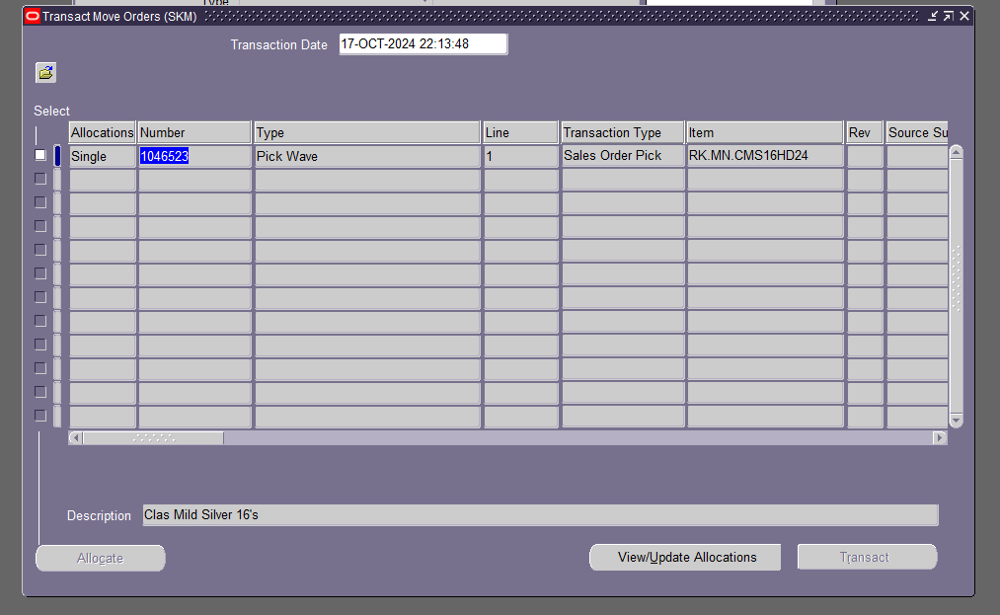 Type
Transact Move Orders (SKM)
Transaction Date 17-OCT-2024 22:13:48
Select
Allocations Number Type Line Transaction Type Item Rev Source Su
Single 1046523 Pick Wave 1 Sales Order Pick RK.MN.CMS16HD24
Description Clas Mild Silver 16's
Allocate View/Update Allocations Transact